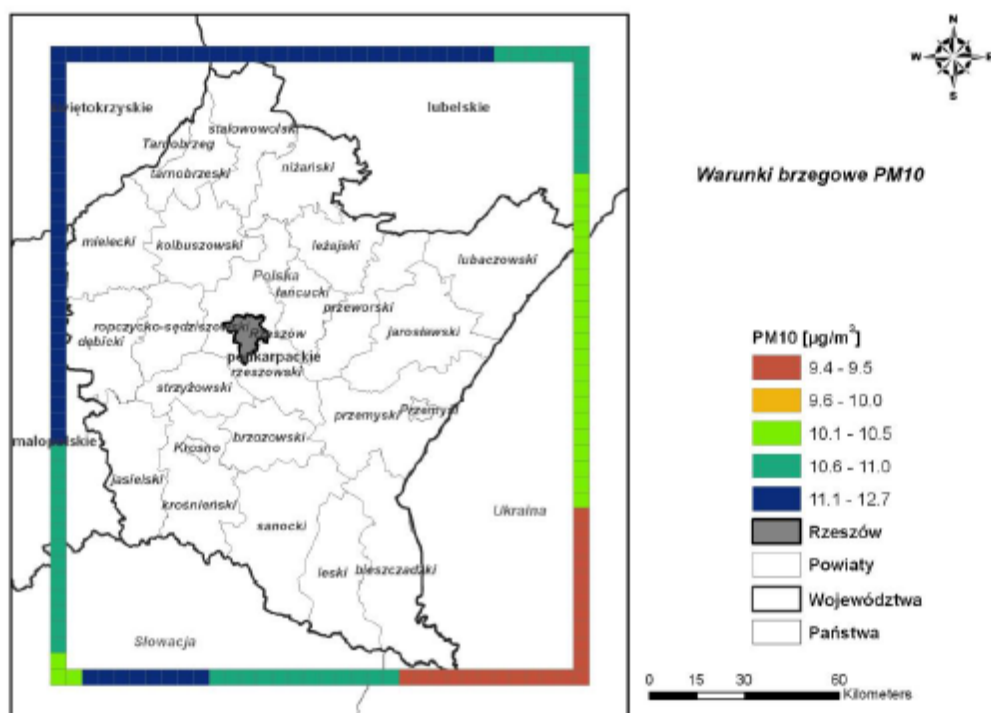 N
W E
S
świętokrzyskie
lubelskie
stalowowolski
Tarnobrzeg
tarnobrzeski
niżański
Warunki brzegowe PM10
mielecki
kolbuszowski
leżajski
lubaczowski
Polska
łańcucki
przeworski
ropczycko-sędziszowski
Rzeszów
jarosławski
dębicki
podkarpackie
rzeszowski
strzyżowski
przemyski
Przemyśl
małopolskie
Krosno
brzozowski
jasielski
krośnieński
sanocki
Ukraina
leski
bieszczadzki
Słowacja
PM10 [µg/m³]
9.4 - 9.5
9.6 - 10.0
10.1 - 10.5
10.6 - 11.0
11.1 - 12.7
Rzeszów
Powiaty
Województwa
Państwa
0 15 30 60
Kilometers